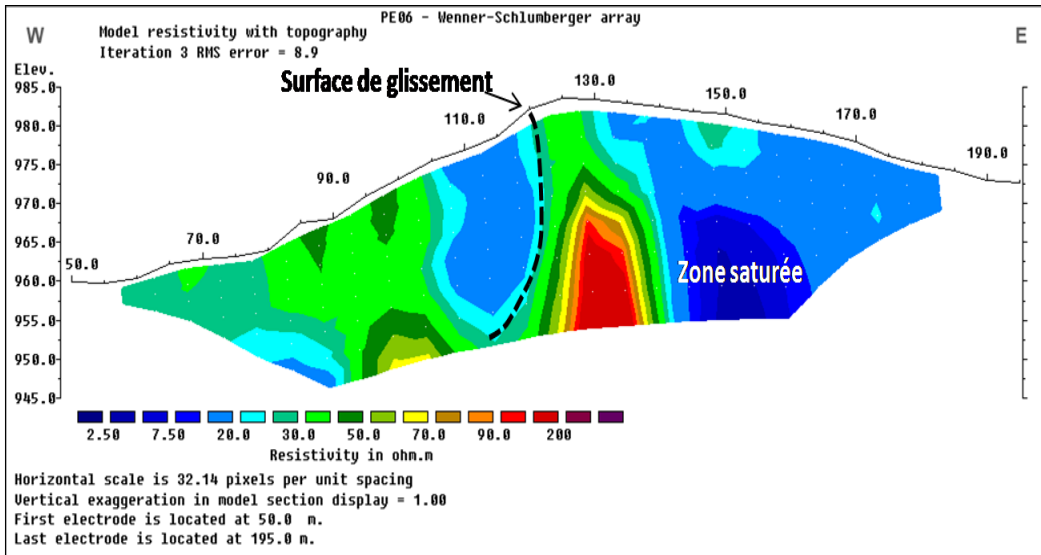 PE06 - Wenner-Schlumberger array
W
E
Model resistivity with topography
Iteration 3 RMS error = 8.9
Elev.
Surface de glissement
985.0
980.0
975.0
970.0
965.0
960.0
955.0
950.0
945.0
50.0
70.0
90.0
110.0
130.0
150.0
170.0
190.0
Zone saturée
2.50 7.50 20.0 30.0 50.0 70.0 90.0 200
Resistivity in ohm.m
Horizontal scale is 32.14 pixels per unit spacing
Vertical exaggeration in model section display = 1.00
First electrode is located at 50.0 m.
Last electrode is located at 195.0 m.